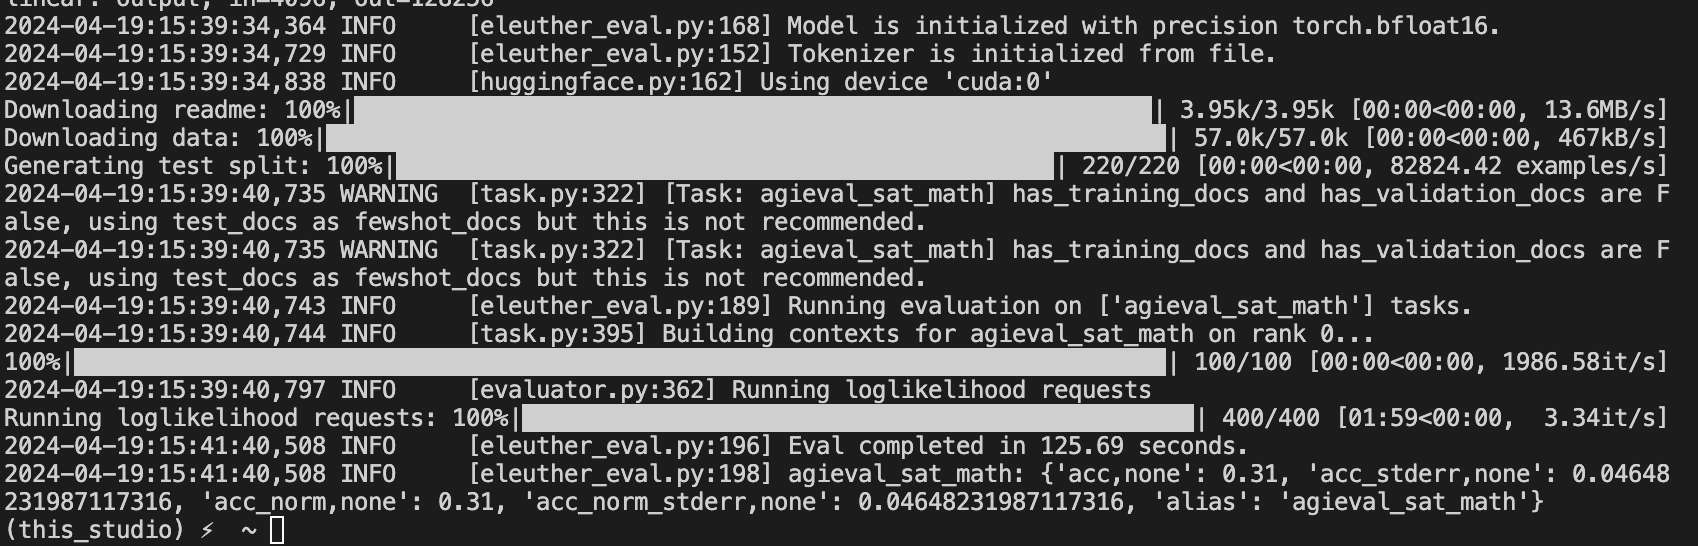 linear: output, in=4096, out=128256
2024-04-19:15:39:34,364 INFO     [eleuther_eval.py:168] Model is initialized with precision torch.bfloat16.
2024-04-19:15:39:34,729 INFO     [eleuther_eval.py:152] Tokenizer is initialized from file.
2024-04-19:15:39:34,838 INFO     [huggingface.py:162] Using device 'cuda:0'
Downloading readme: 100%|| 3.95k/3.95k [00:00<00:00, 13.6MB/s]
Downloading data: 100%|| 57.0k/57.0k [00:00<00:00, 467kB/s]
Generating test split: 100%|| 220/220 [00:00<00:00, 82824.42 examples/s]
2024-04-19:15:39:40,735 WARNING  [task.py:322] [Task: agieval_sat_math] has_training_docs and has_validation_docs are F
alse, using test_docs as fewshot_docs but this is not recommended.
2024-04-19:15:39:40,735 WARNING  [task.py:322] [Task: agieval_sat_math] has_training_docs and has_validation_docs are F
alse, using test_docs as fewshot_docs but this is not recommended.
2024-04-19:15:39:40,743 INFO     [eleuther_eval.py:189] Running evaluation on ['agieval_sat_math'] tasks.
2024-04-19:15:39:40,744 INFO     [task.py:395] Building contexts for agieval_sat_math on rank 0...
100%|| 100/100 [00:00<00:00, 1986.58it/s]
2024-04-19:15:39:40,797 INFO     [evaluator.py:362] Running loglikelihood requests
Running loglikelihood requests: 100%|| 400/400 [01:59<00:00,  3.34it/s]
2024-04-19:15:41:40,508 INFO     [eleuther_eval.py:196] Eval completed in 125.69 seconds.
2024-04-19:15:41:40,508 INFO     [eleuther_eval.py:198] agieval_sat_math: {'acc,none': 0.31, 'acc_stderr,none': 0.04648
231987117316, 'acc_norm,none': 0.31, 'acc_norm_stderr,none': 0.04648231987117316, 'alias': 'agieval_sat_math'}
(this_studio) ⚡ ~